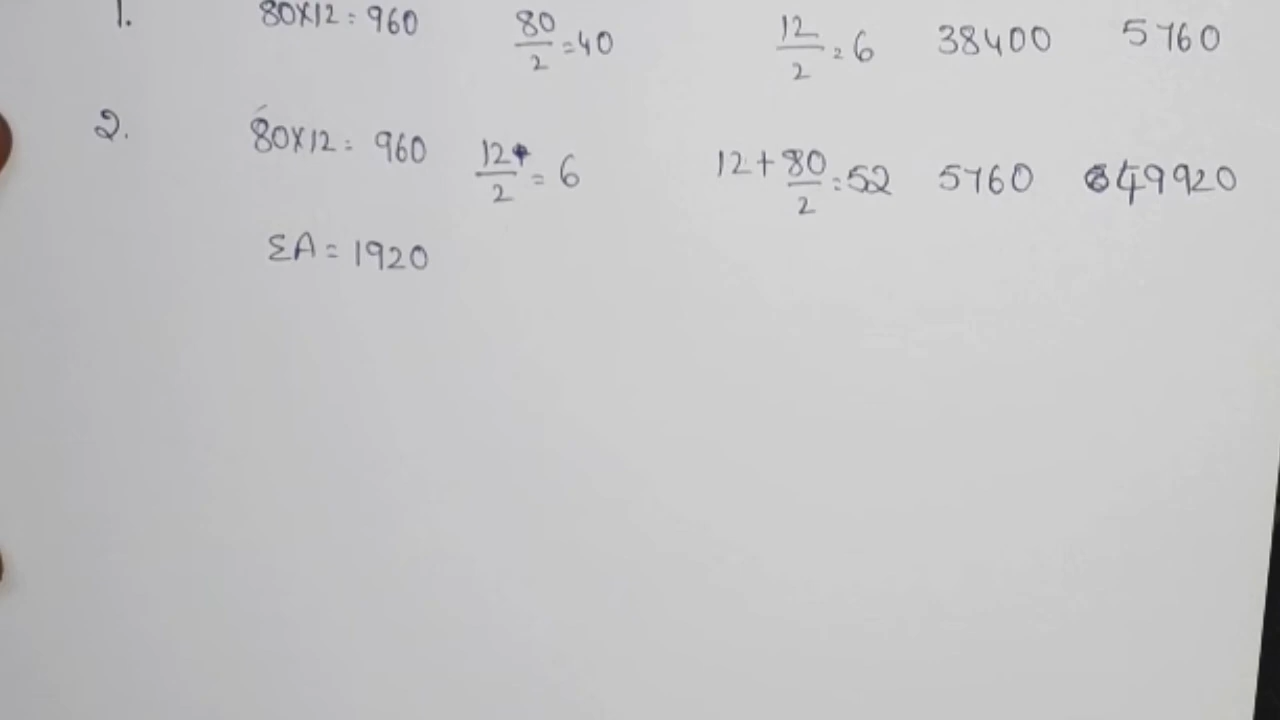 1. 80x12 = 960 80/2 = 40 12/2 = 6 38400 5760
2. 80x12 = 960 12/2 = 6 12 + 80/2 = 52 5760 49920
ΣA = 1920